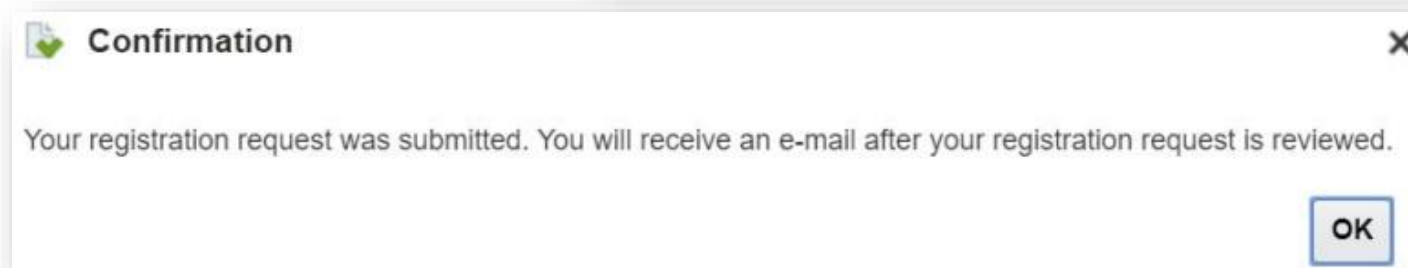 Confirmation
Your registration request was submitted. You will receive an e-mail after your registration request is reviewed.
OK